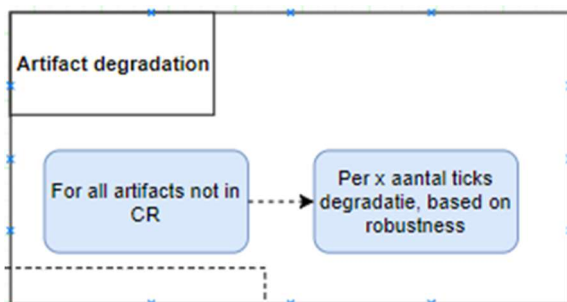 Artifact degradation
For all artifacts not in
CR
Per x aantal ticks
degradatie, based on
robustness